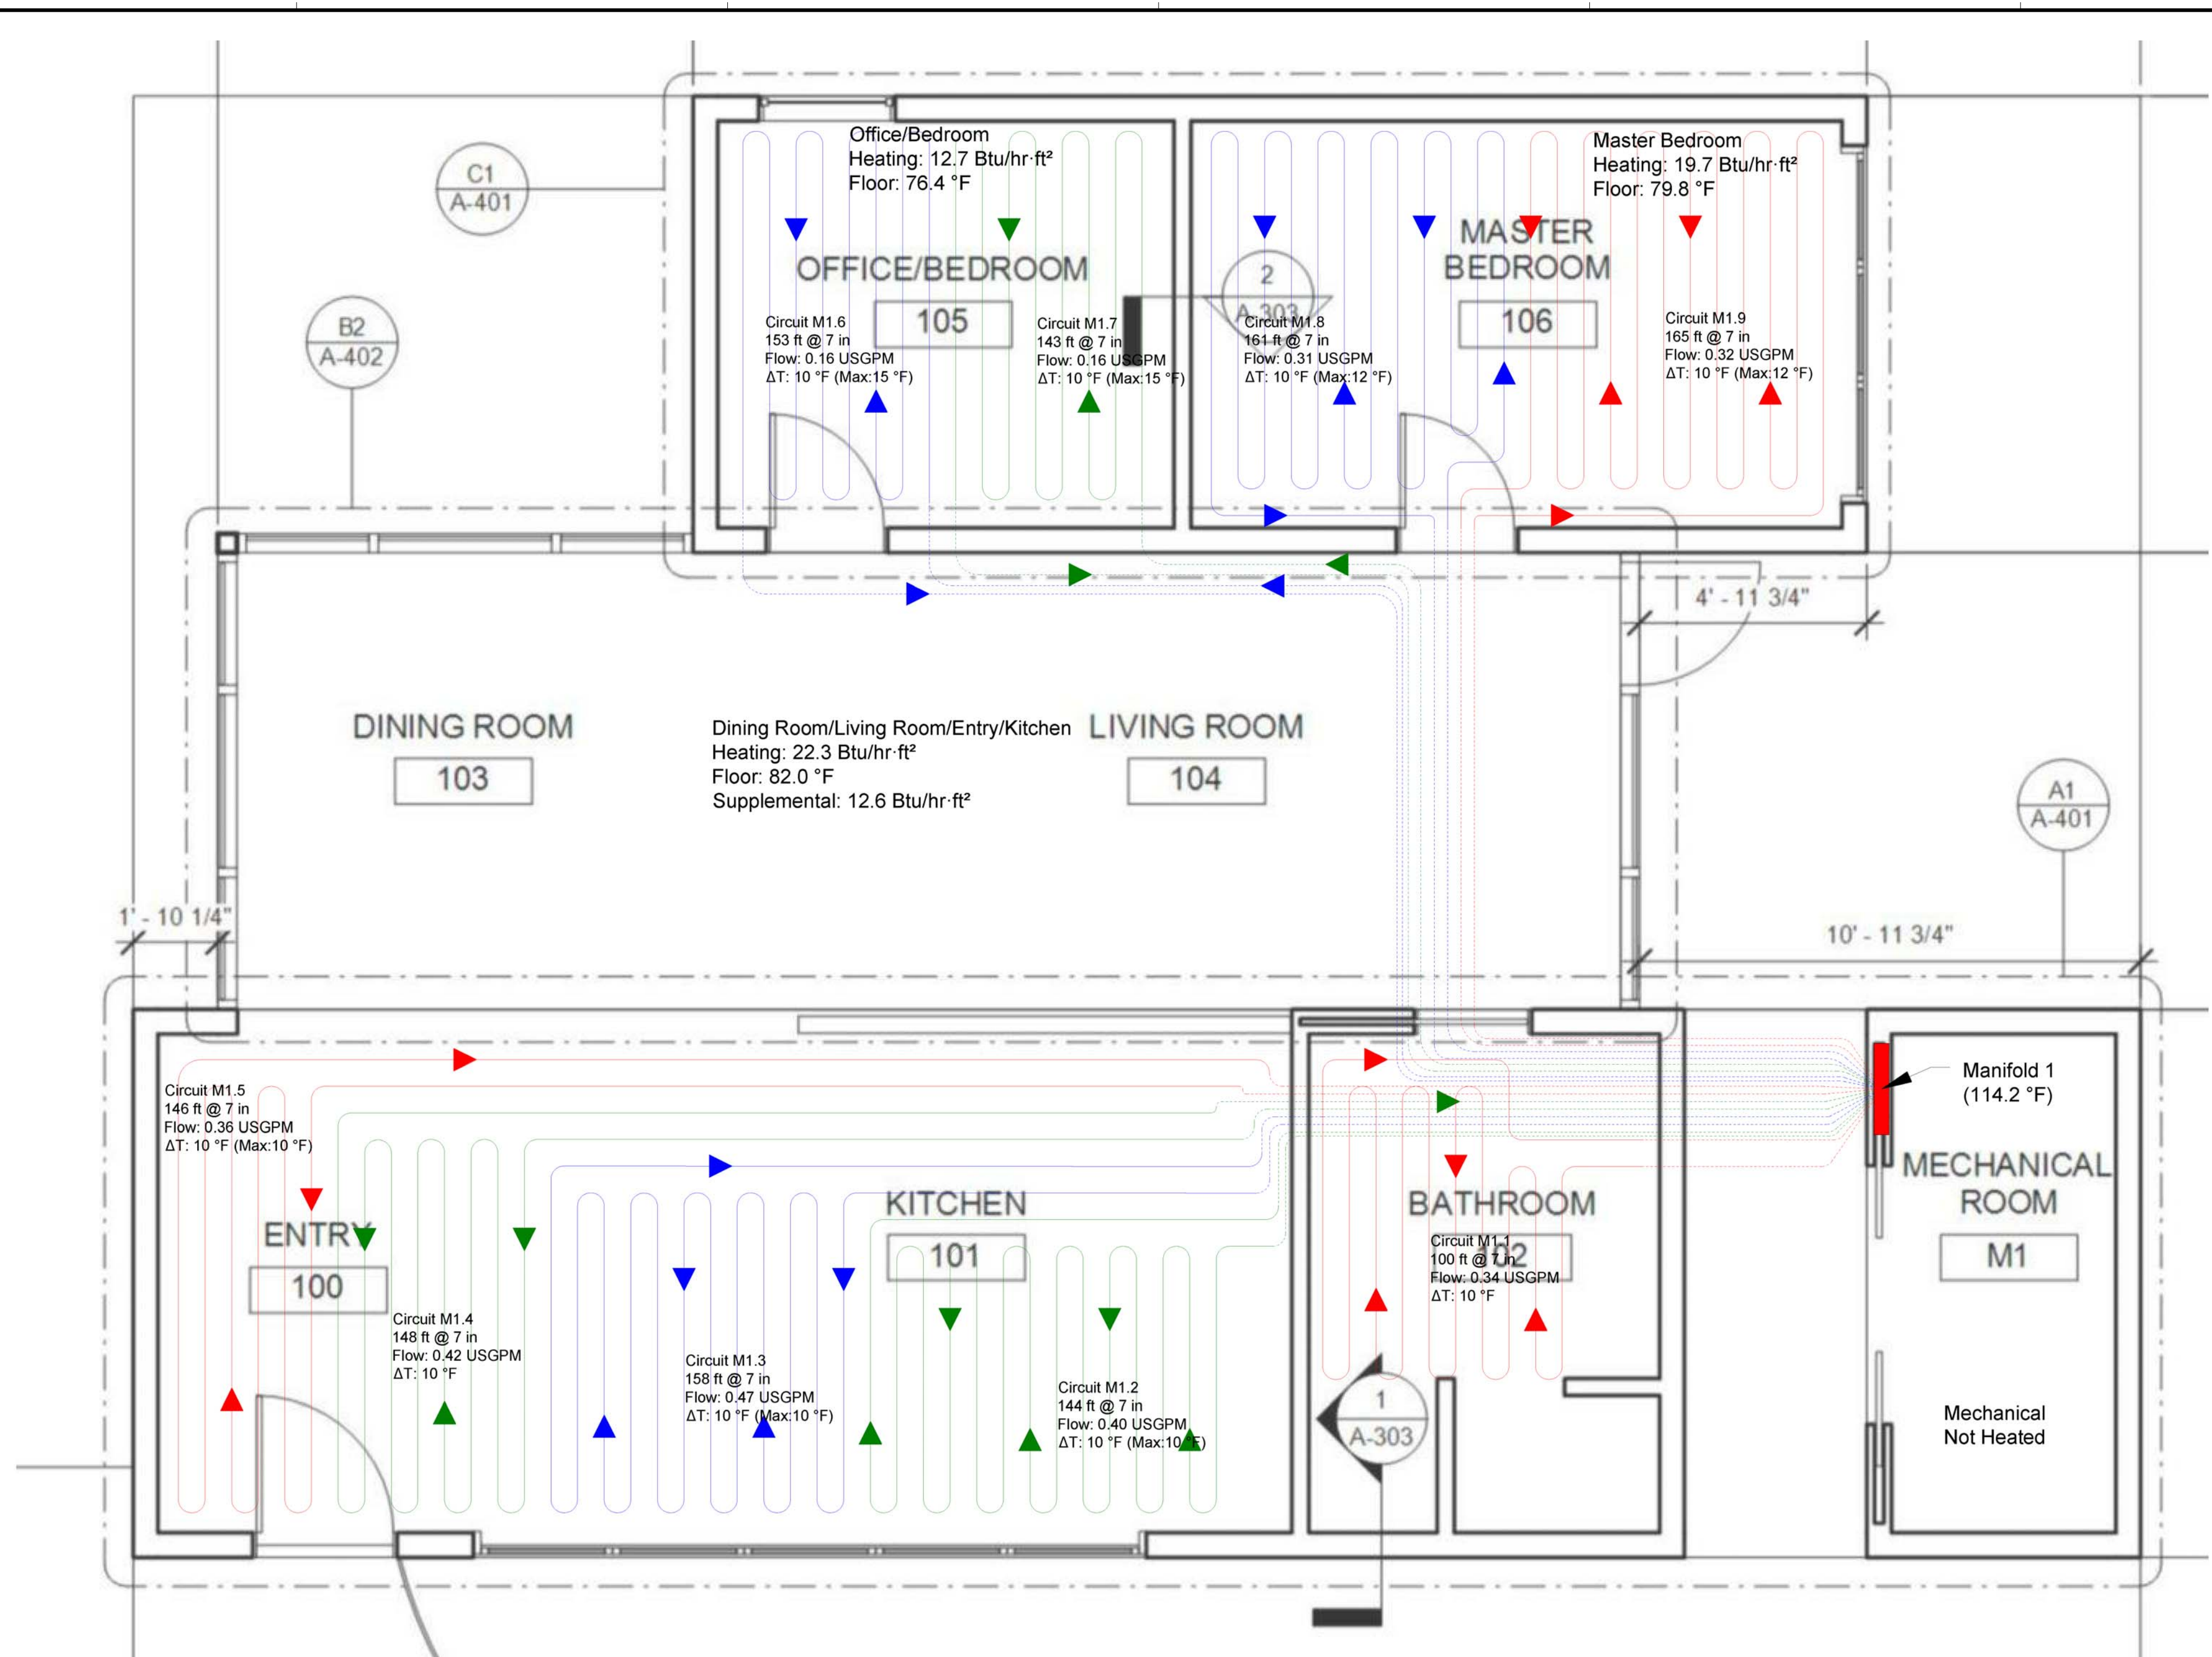 Office/Bedroom
Heating: 12.7 Btu/hr·ft²
Floor: 76.4 °F
Master Bedroom
Heating: 19.7 Btu/hr·ft²
Floor: 79.8 °F
C1
A-401
B2
A-402
OFFICE/BEDROOM
105
2
A-303
MASTER
BEDROOM
106
Circuit M1.6
153 ft @ 7 in
Flow: 0.16 USGPM
ΔT: 10 °F (Max:15 °F)
Circuit M1.7
143 ft @ 7 in
Flow: 0.16 USGPM
ΔT: 10 °F (Max:15 °F)
Circuit M1.8
161 ft @ 7 in
Flow: 0.31 USGPM
ΔT: 10 °F (Max:12 °F)
Circuit M1.9
165 ft @ 7 in
Flow: 0.32 USGPM
ΔT: 10 °F (Max:12 °F)
4' - 11 3/4"
DINING ROOM
103
Dining Room/Living Room/Entry/Kitchen
Heating: 22.3 Btu/hr·ft²
Floor: 82.0 °F
Supplemental: 12.6 Btu/hr·ft²
LIVING ROOM
104
A1
A-401
1' - 10 1/4"
10' - 11 3/4"
Circuit M1.5
146 ft @ 7 in
Flow: 0.36 USGPM
ΔT: 10 °F (Max:10 °F)
Manifold 1
(114.2 °F)
MECHANICAL
ROOM
M1
ENTRY
100
KITCHEN
101
BATHROOM
102
Circuit M1.1
100 ft @ 7 in
Flow: 0.34 USGPM
ΔT: 10 °F
Circuit M1.4
148 ft @ 7 in
Flow: 0.42 USGPM
ΔT: 10 °F
Circuit M1.3
158 ft @ 7 in
Flow: 0.47 USGPM
ΔT: 10 °F (Max:10 °F)
Circuit M1.2
144 ft @ 7 in
Flow: 0.40 USGPM
ΔT: 10 °F (Max:10 °F)
1
A-303
Mechanical
Not Heated